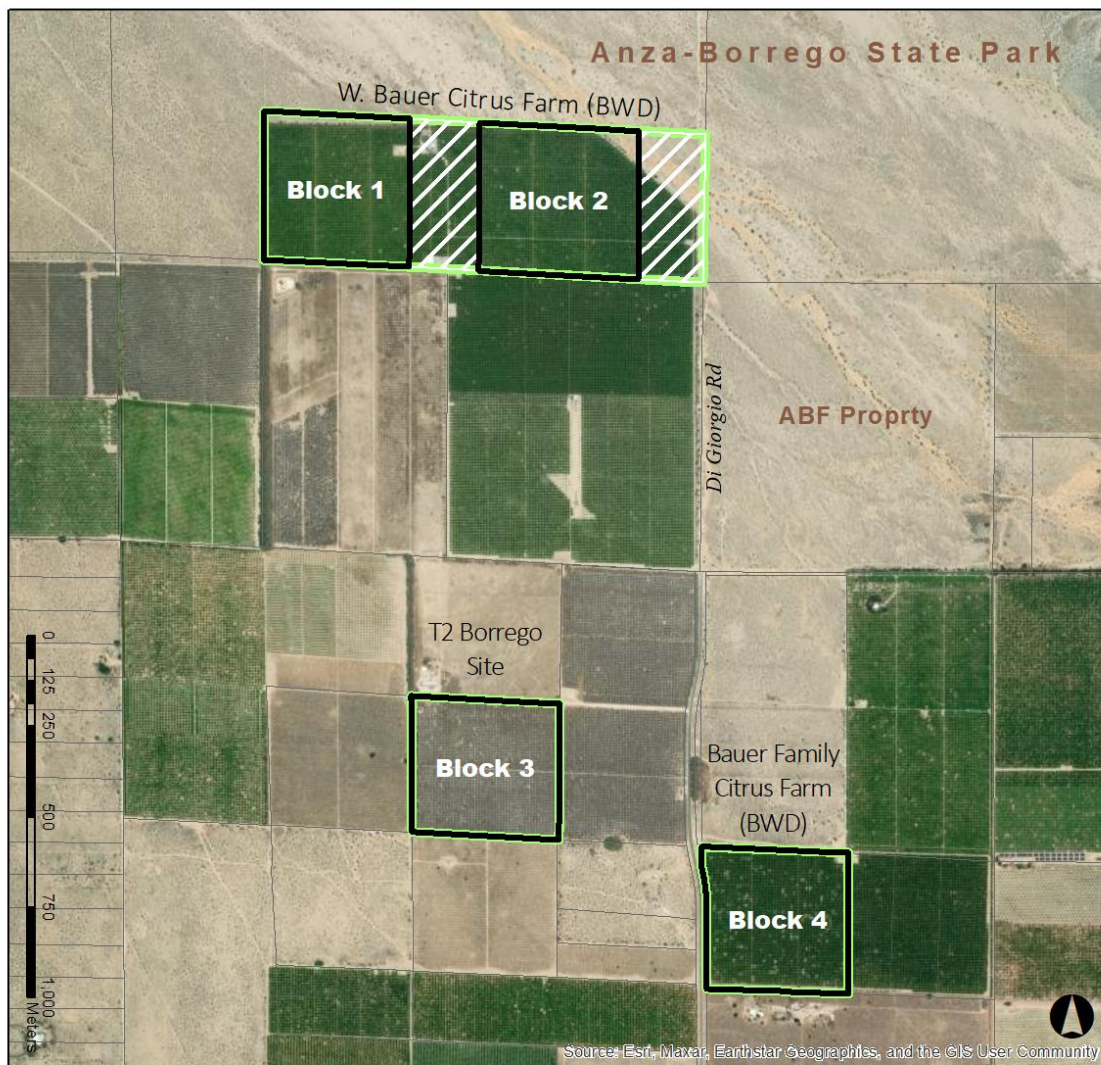 Anza-Borrego State Park
W. Bauer Citrus Farm (BWD)
Block 1
Block 2
Di Giorgio Rd
ABF Proprty
T2 Borrego
Site
Block 3
Bauer Family
Citrus Farm
(BWD)
Block 4
0
125
250
500
750
1,000
Meters
Source: Esri, Maxar, Earthstar Geographics, and the GIS User Community